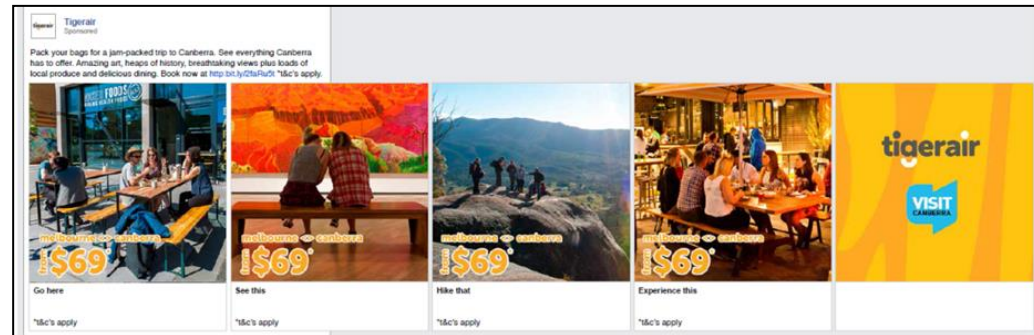 tigerair
Tigerair
Sponsored
Pack your bags for a jam-packed trip to Canberra. See everything Canberra
has to offer. Amazing art, heaps of history, breathtaking views plus loads of
local produce and delicious dining. Book now at http:bit.ly/2faRu5t *t&c's apply.
FOODS
melbourne <> canberra
from $69*
Go here
*t&c's apply
melbourne <> canberra
from $69*
See this
*t&c's apply
melbourne <> canberra
from $69*
Hike that
*t&c's apply
melbourne <> canberra
from $69*
Experience this
*t&c's apply
tigerair
VISIT
CANBERRA